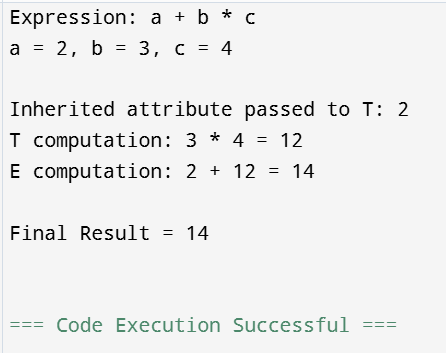 Expression: a + b * c
a = 2, b = 3, c = 4
Inherited attribute passed to T: 2
T computation: 3 * 4 = 12
E computation: 2 + 12 = 14
Final Result = 14
=== Code Execution Successful ===